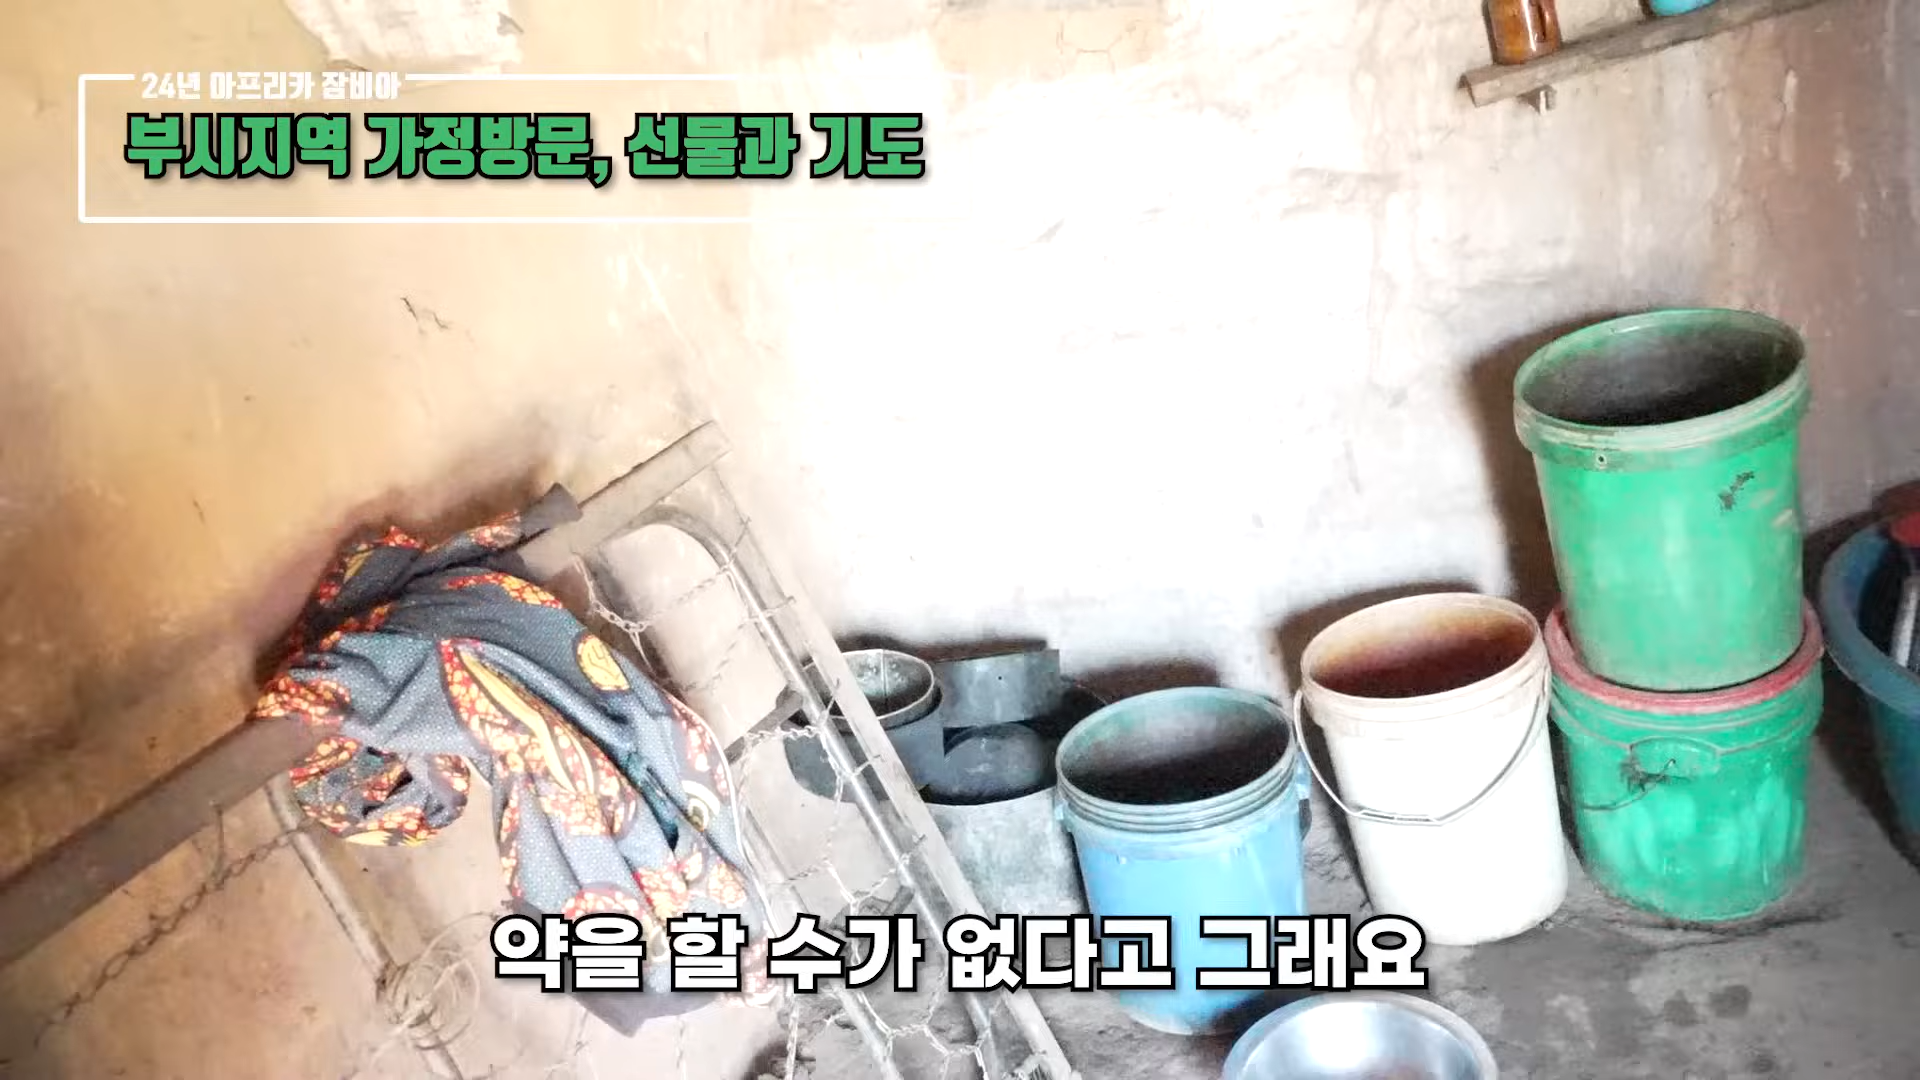 24년 아프리카 잠비아
부시지역 가정방문, 선물과 기도
약을 할 수가 없다고 그래요